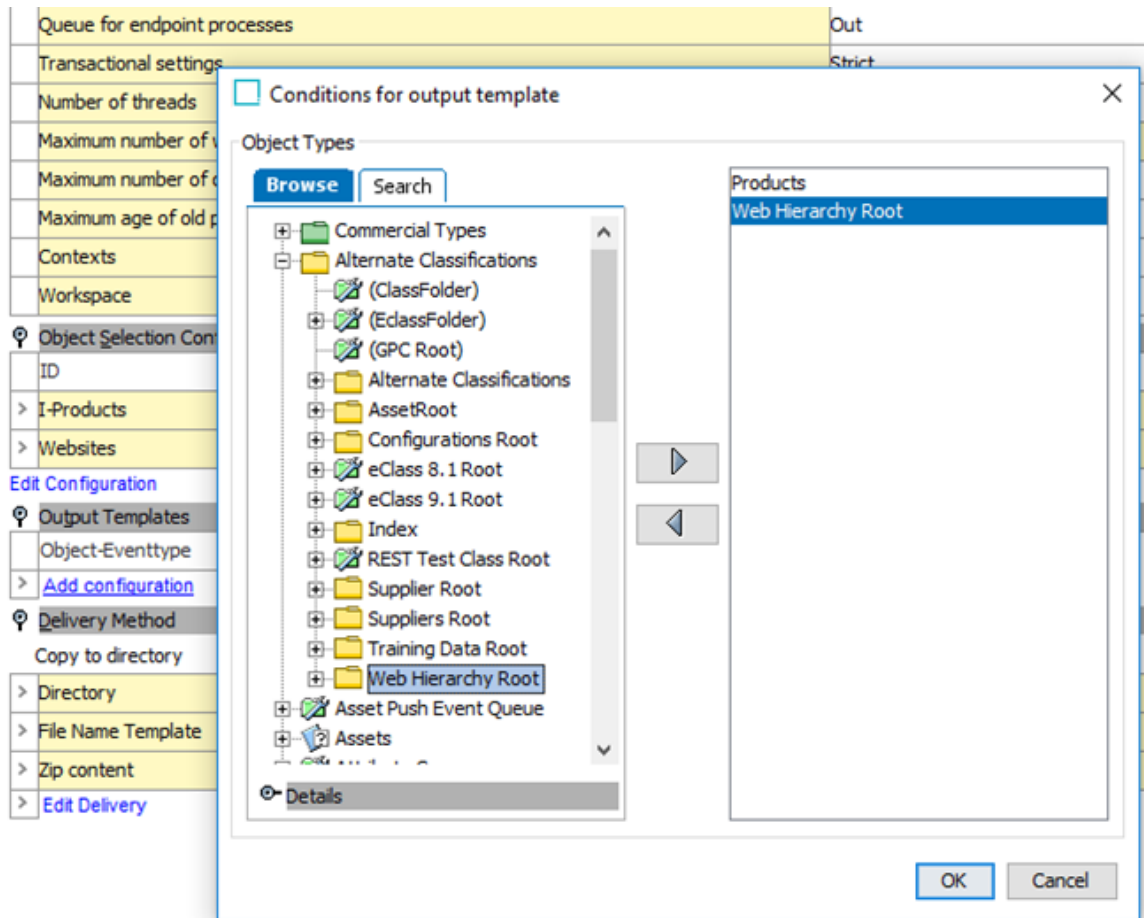 Queue for endpoint processes
Out
Transactional settings
Strict
Number of threads
Maximum number of
Maximum number of
Maximum age of old
Contexts
Workspace
Object Selection
ID
I-Products
Websites
Edit Configuration
Output Templates
Object-Eventtype
Add configuration
Delivery Method
Copy to directory
Directory
File Name Template
Zip content
Edit Delivery
Conditions for output template
Object Types
Browse
Search
Commercial Types
Alternate Classifications
(ClassFolder)
(EclassFolder)
(GPC Root)
Alternate Classifications
AssetRoot
Configurations Root
eClass 8.1 Root
eClass 9.1 Root
Index
REST Test Class Root
Supplier Root
Suppliers Root
Training Data Root
Web Hierarchy Root
Asset Push Event Queue
Assets
Details
Products
Web Hierarchy Root
OK
Cancel